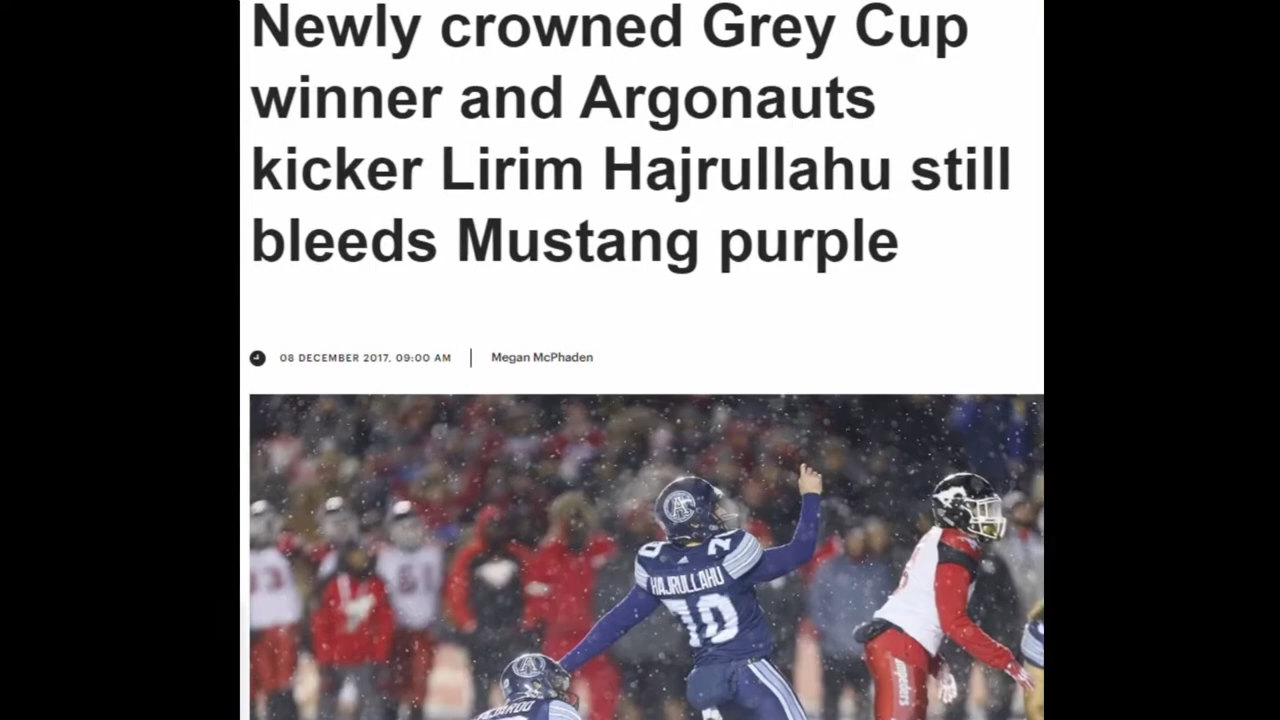 Newly crowned Grey Cup
winner and Argonauts
kicker Lirim Hajrullahu still
bleeds Mustang purple
08 DECEMBER 2017, 09:00 AM
Megan McPhaden
HAJRULLAHU
70